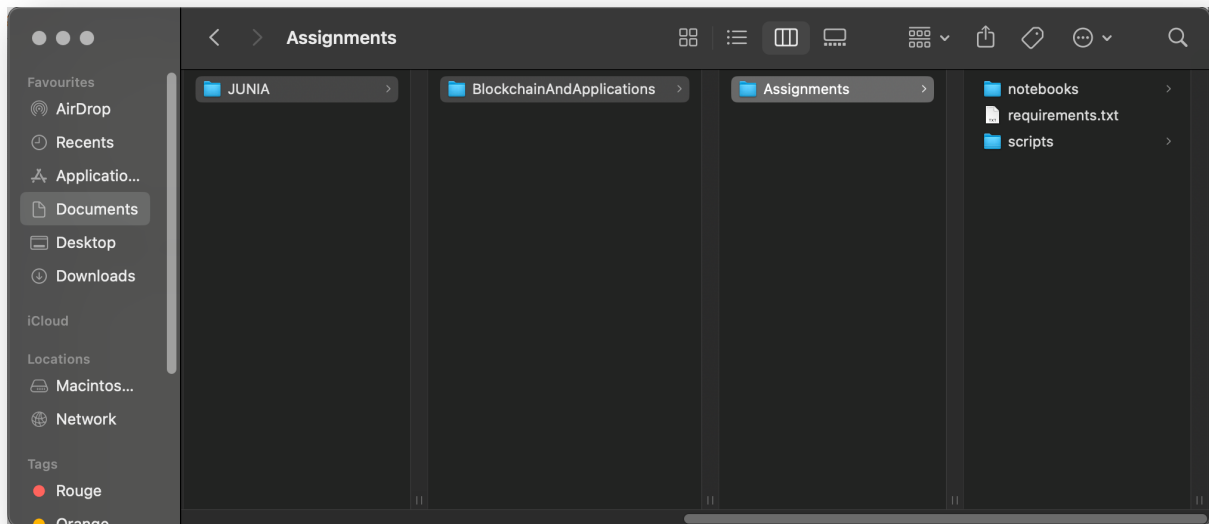 Assignments
Favourites
AirDrop
Recents
Applicatio...
Documents
Desktop
Downloads
iCloud
Locations
Macintos...
Network
Tags
Rouge
Orange
JUNIA
BlockchainAndApplications
Assignments
notebooks
requirements.txt
scripts